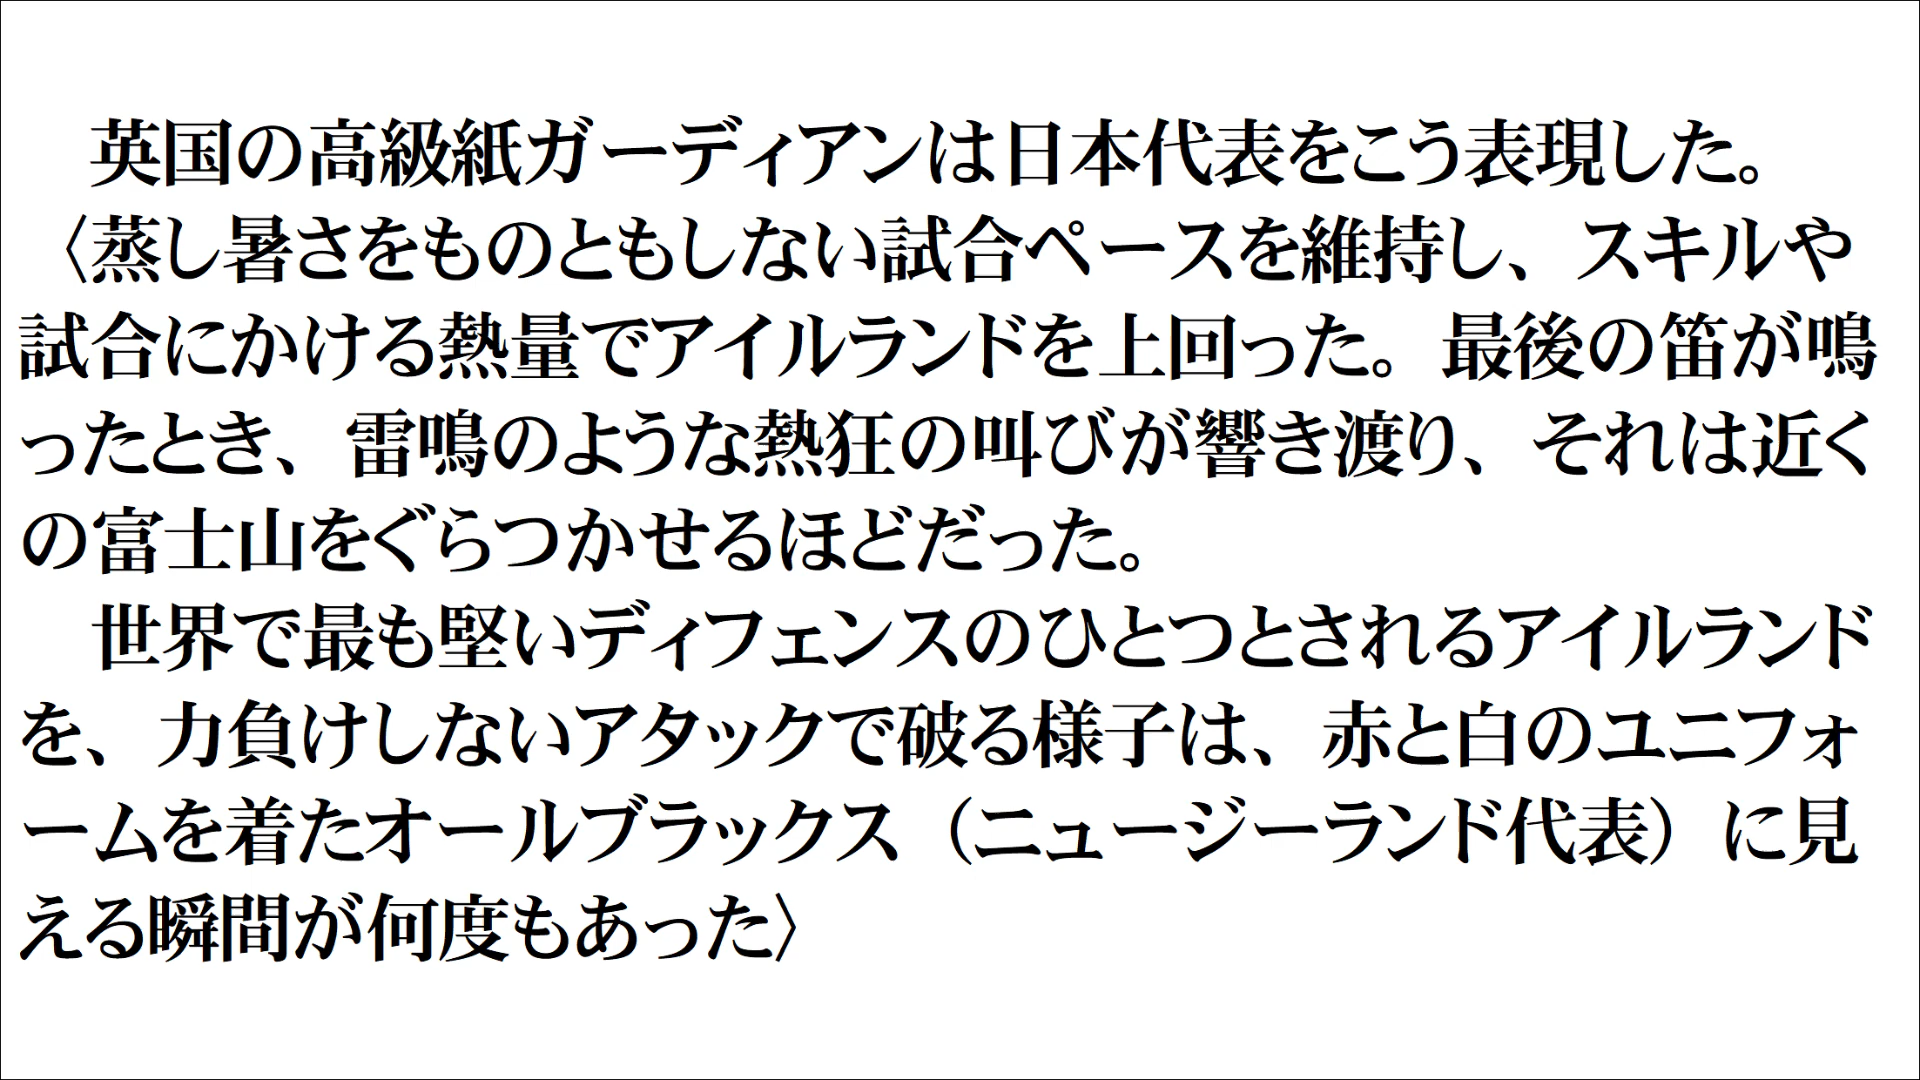 英国の高級紙ガーディアンは日本代表をこう表現した。
〈蒸し暑さをものともしない試合ペースを維持し、スキルや
試合にかける熱量でアイルランドを上回った。最後の笛が鳴
ったとき、雷鳴のような熱狂の叫びが響き渡り、それは近く
の富士山をぐらつかせるほどだった。
世界で最も堅いディフェンスのひとつとされるアイルランド
を、力負けしないアタックで破る様子は、赤と白のユニフォ
ームを着たオールブラックス（ニュージーランド代表）に見
える瞬間が何度もあった〉